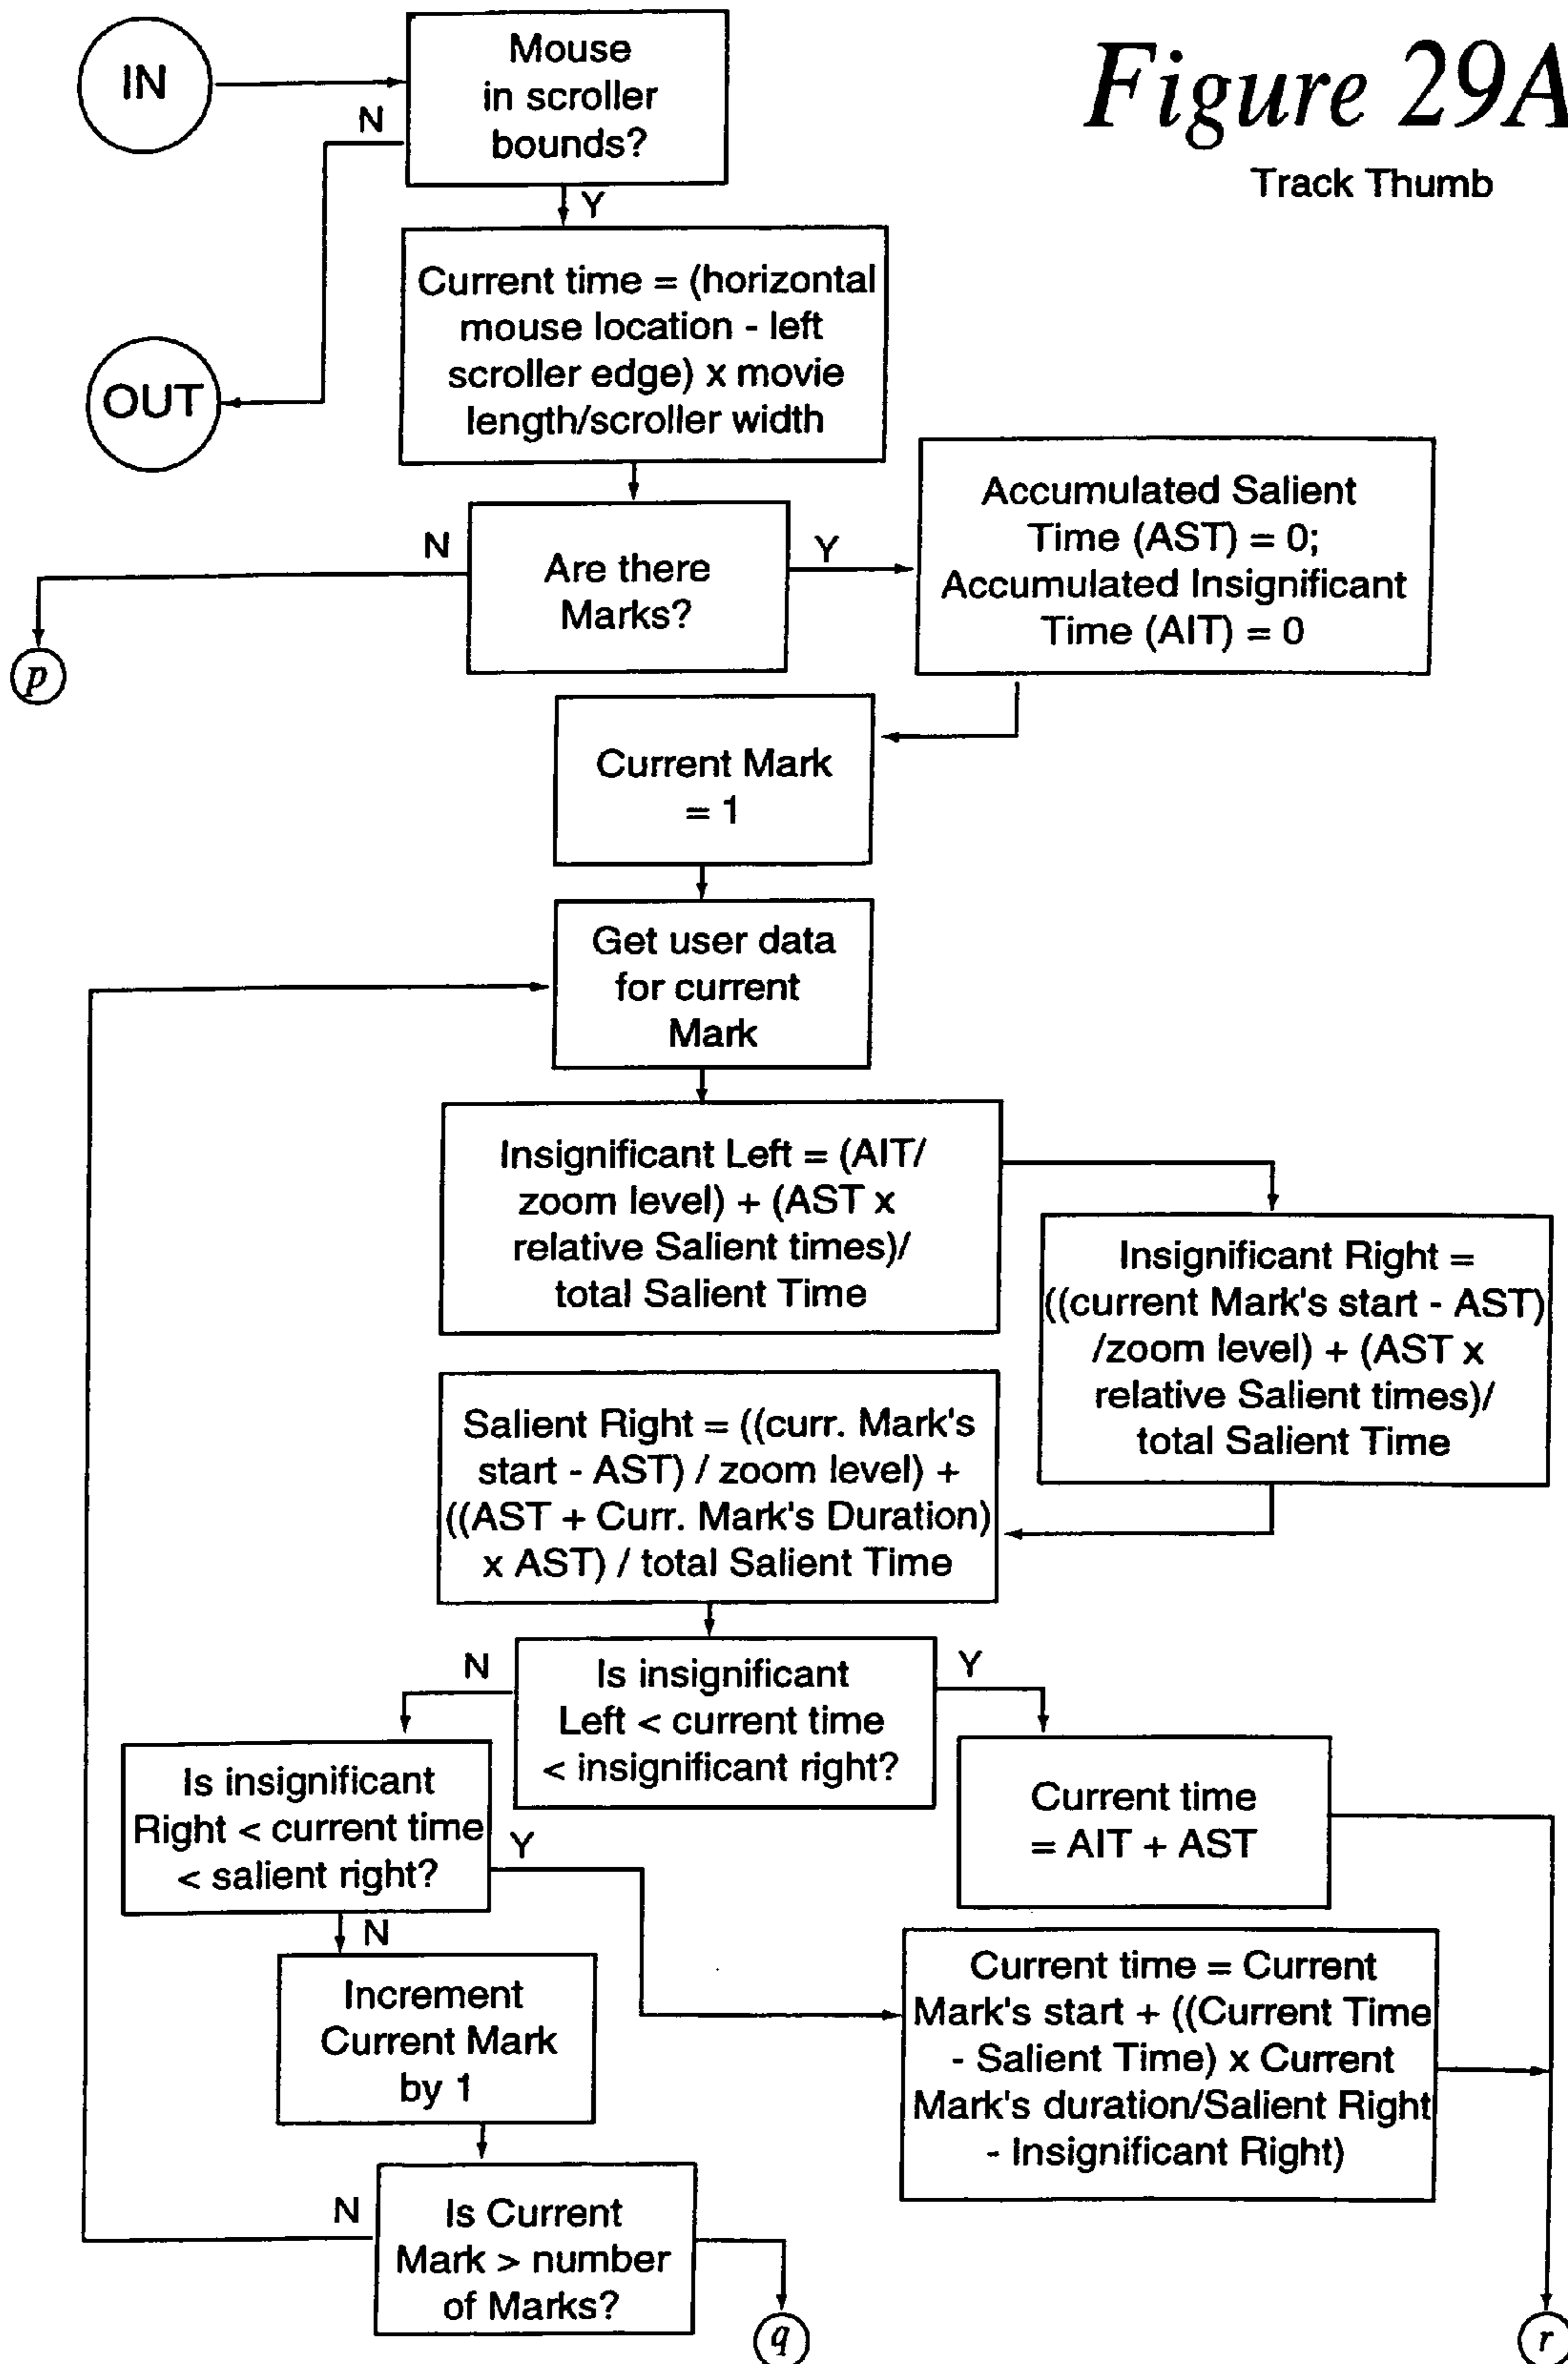 Figure 29A
Track Thumb
IN
Mouse
in scroller
bounds?
N
Y
Current time = (horizontal
mouse location - left
scroller edge) x movie
length/scroller width
OUT
Are there
Marks?
N
Y
Accumulated Salient
Time (AST) = 0;
Accumulated Insignificant
Time (AIT) = 0
p
Current Mark
= 1
Get user data
for current
Mark
Insignificant Left = (AIT/
zoom level) + (AST x
relative Salient times)/
total Salient Time
Insignificant Right =
((current Mark's start - AST)
/zoom level) + (AST x
relative Salient times)/
total Salient Time
Salient Right = ((curr. Mark's
start - AST) / zoom level) +
((AST + Curr. Mark's Duration)
x AST) / total Salient Time
N
Is insignificant
Left < current time
< insignificant right?
Y
Is insignificant
Right < current time
< salient right?
Y
N
Current time
= AIT + AST
Increment
Current Mark
by 1
Current time = Current
Mark's start + ((Current Time
- Salient Time) x Current
Mark's duration/Salient Right
- Insignificant Right)
N
Is Current
Mark > number
of Marks?
q
r